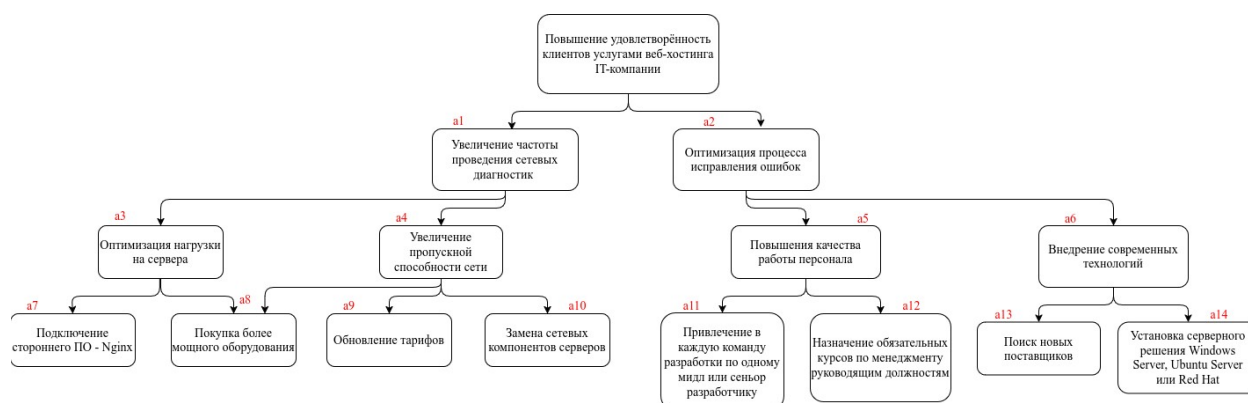 Повышение удовлетворённость
клиентов услугами веб-хостинга
IT-компании
a1
a2
Увеличение частоты
проведения сетевых
диагностик
Оптимизация процесса
исправления ошибок
a3
a4
a5
a6
Оптимизация нагрузки
на сервера
Увеличение
пропускной
способности сети
Повышения качества
работы персонала
Внедрение современных
технологий
a7
a8
a9
a10
a11
a12
a13
a14
Подключение
стороннего ПО - Nginx
Покупка более
мощного оборудования
Обновление тарифов
Замена сетевых
компонентов серверов
Привлечение в
каждую команду
разработки по одному
мидл или сеньор
разработчику
Назначение обязательных
курсов по менеджменту
руководящим должностям
Поиск новых
поставщиков
Установка серверного
решения Windows
Server, Ubuntu Server
или Red Hat